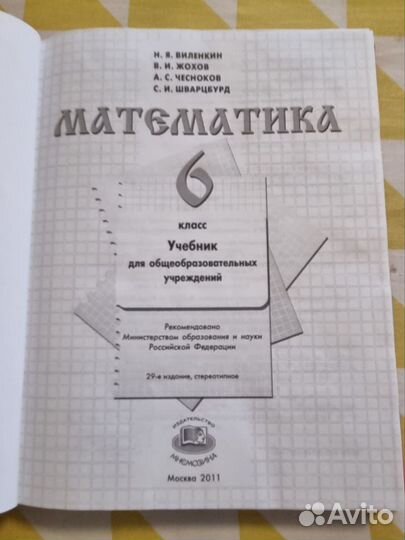 Н. Я. ВИЛЕНКИН
В. И. ЖОХОВ
А. С. ЧЕСНОКОВ
С. И. ШВАРЦБУРД
МАТЕМАТИКА
6
класс
Учебник
для общеобразовательных
учреждений
Рекомендовано
Министерством образования и науки
Российской Федерации
29-е издание, стереотипное
ИЗДАТЕЛЬСТВО
МНЕМОЗИНА
Москва 2011
Avito